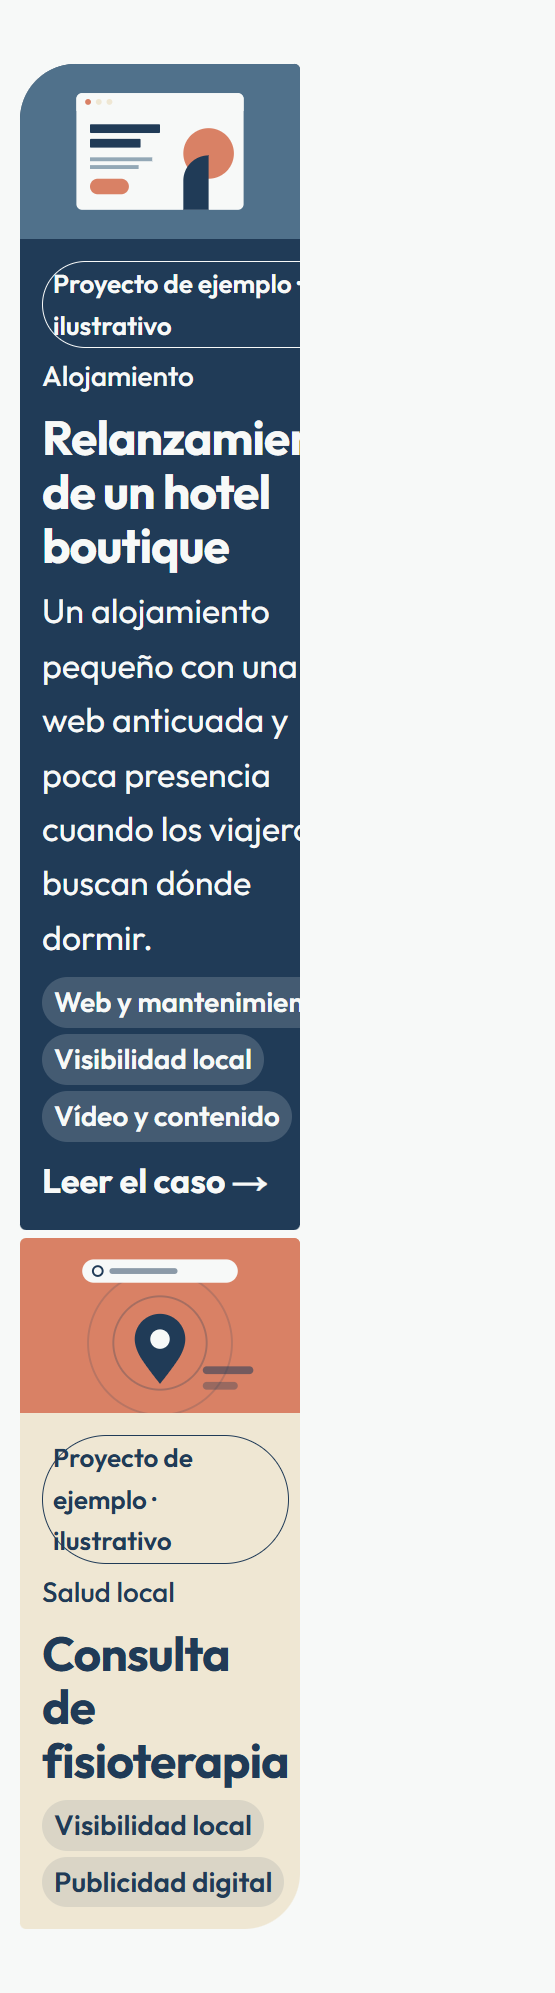 Proyecto de ejemplo ·
ilustrativo
Alojamiento
Relanzamier
de un hotel
boutique
Un alojamiento
pequeño con una
web anticuada y
poca presencia
cuando los viajero
buscan dónde
dormir.
Web y mantenimien
Visibilidad local
Vídeo y contenido
Leer el caso →
Proyecto de
ejemplo ·
ilustrativo
Salud local
Consulta
de
fisioterapia
Visibilidad local
Publicidad digital